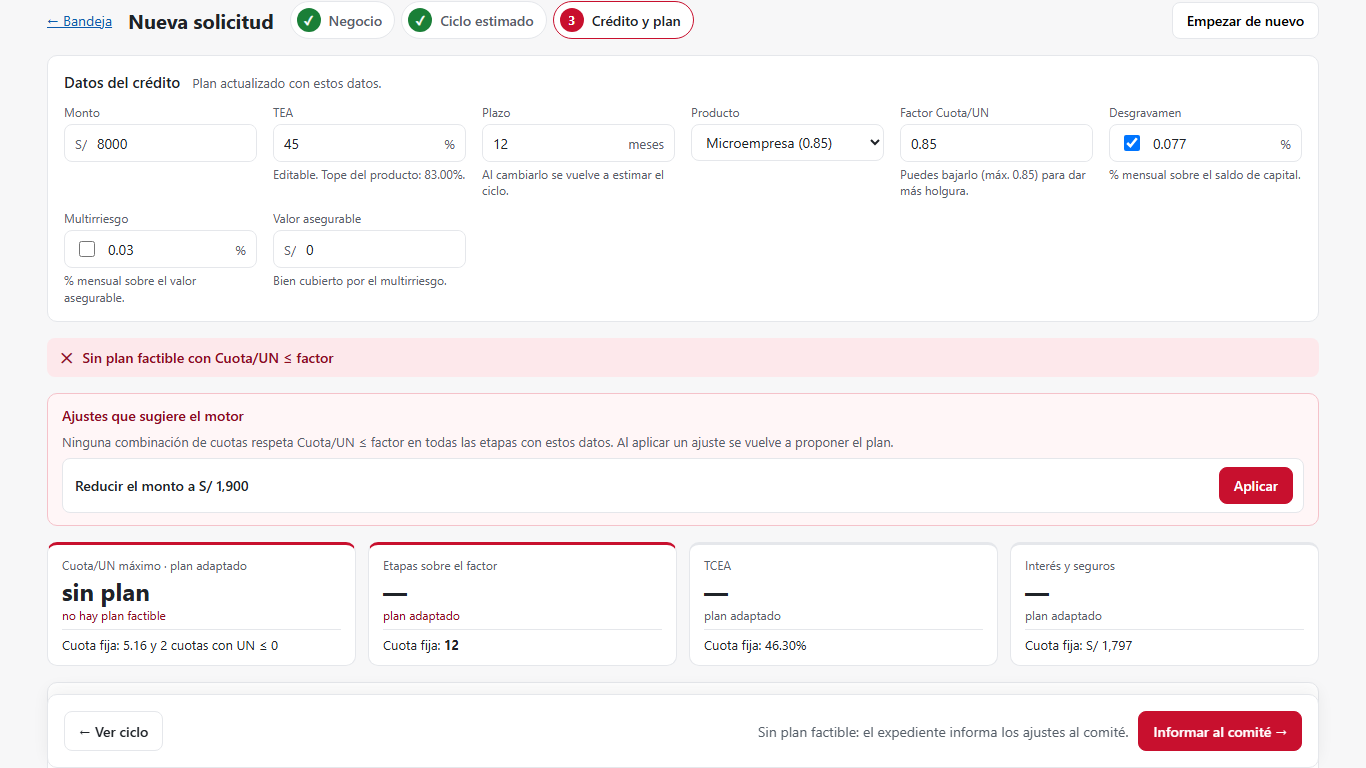 ← Bandeja
Nueva solicitud
✓ Negocio
✓ Ciclo estimado
3 Crédito y plan
Empezar de nuevo
Datos del crédito Plan actualizado con estos datos.
Monto
S/ 8000
TEA
45 %
Editable. Tope del producto: 83.00%.
Plazo
12 meses
Al cambiarlo se vuelve a estimar el
ciclo.
Producto
Microempresa (0.85)
Factor Cuota/UN
0.85
Puedes bajarlo (máx. 0.85) para dar
más holgura.
Desgravamen
0.077 %
% mensual sobre el saldo de capital.
Multirriesgo
0.03 %
% mensual sobre el valor
asegurable.
Valor asegurable
S/ 0
Bien cubierto por el multirriesgo.
✕ Sin plan factible con Cuota/UN ≤ factor
Ajustes que sugiere el motor
Ninguna combinación de cuotas respeta Cuota/UN ≤ factor en todas las etapas con estos datos. Al aplicar un ajuste se vuelve a proponer el plan.
Reducir el monto a S/ 1,900
Aplicar
Cuota/UN máximo · plan adaptado
sin plan
no hay plan factible
Cuota fija: 5.16 y 2 cuotas con UN ≤ 0
Etapas sobre el factor
—
plan adaptado
Cuota fija: 12
TCEA
—
plan adaptado
Cuota fija: 46.30%
Interés y seguros
—
plan adaptado
Cuota fija: S/ 1,797
← Ver ciclo
Sin plan factible: el expediente informa los ajustes al comité.
Informar al comité →